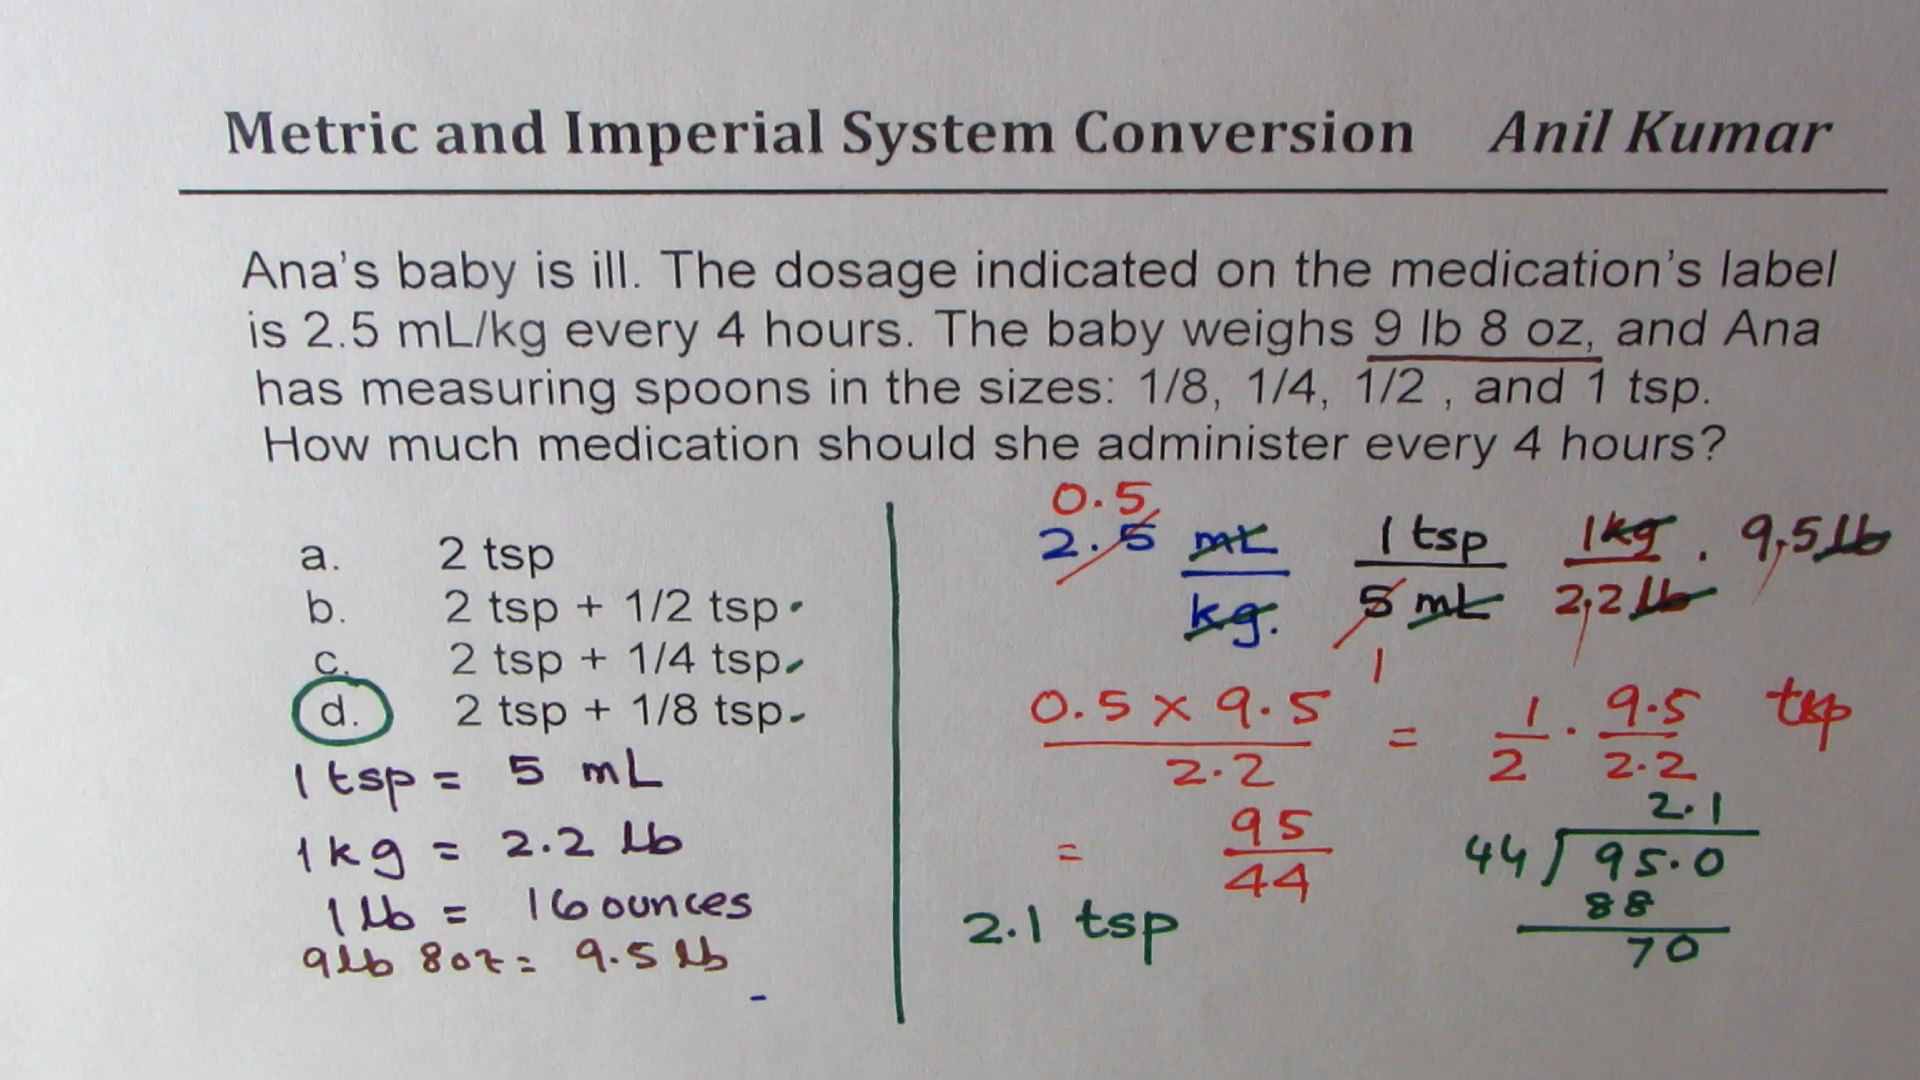 Metric and Imperial System Conversion Anil Kumar
Ana's baby is ill. The dosage indicated on the medication's label
is 2.5 mL/kg every 4 hours. The baby weighs 9 lb 8 oz, and Ana
has measuring spoons in the sizes: 1/8, 1/4, 1/2 , and 1 tsp.
How much medication should she administer every 4 hours?
a. 2 tsp
b. 2 tsp + 1/2 tsp
c. 2 tsp + 1/4 tsp
d. 2 tsp + 1/8 tsp
1 tsp = 5 mL
1 kg = 2.2 lb
1 lb = 16 ounces
9 lb 8 oz = 9.5 lb
0.5
2.5 mL 1 tsp 1 kg . 9.5 lb
kg. 5 mL 2.2 lb
1
0.5 x 9.5 = 1 . 9.5 tsp
2.2 2 2.2
= 95
44
2.1 tsp
2.1
44 95.0
88
70